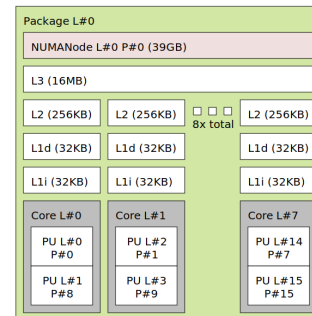 Package L#0
NUMANode L#0 P#0 (39GB)
L3 (16MB)
L2 (256KB) L2 (256KB) 8x total L2 (256KB)
L1d (32KB) L1d (32KB) L1d (32KB)
L1i (32KB) L1i (32KB) L1i (32KB)
Core L#0 Core L#1 Core L#7
PU L#0 PU L#2 PU L#14
P#0 P#1 P#7
PU L#1 PU L#3 PU L#15
P#8 P#9 P#15